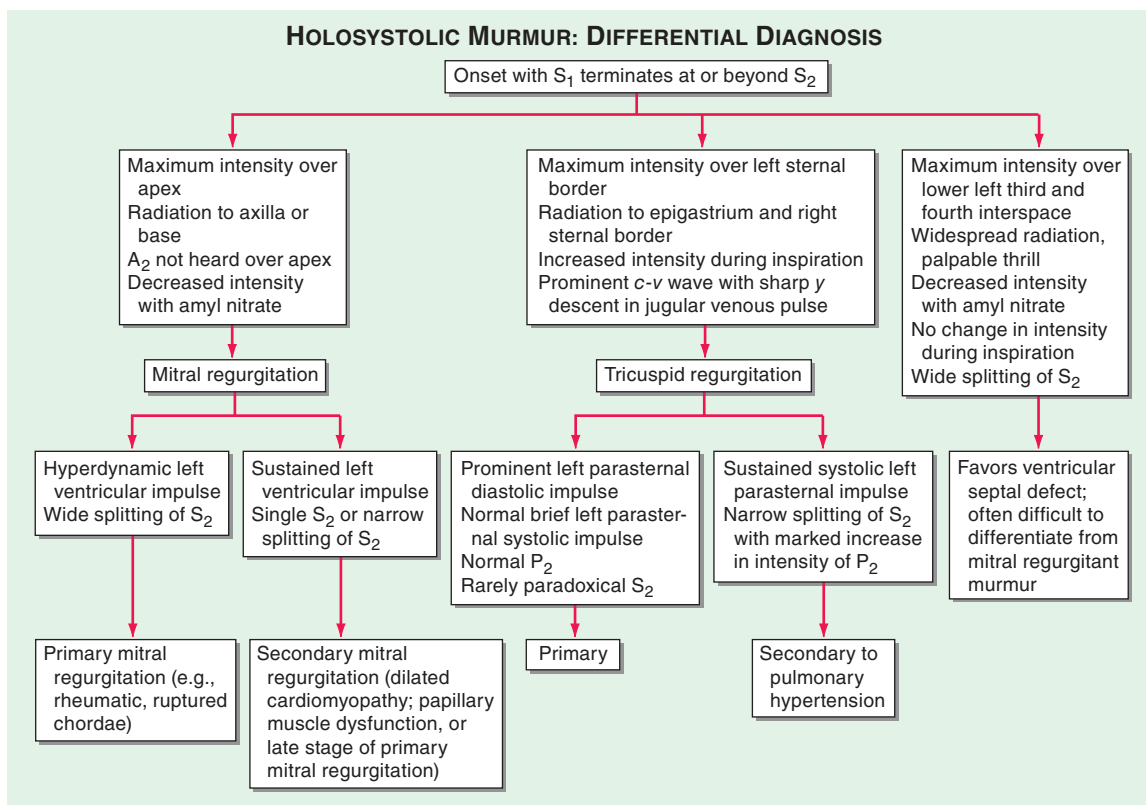 HOLOSYSTOLIC MURMUR: DIFFERENTIAL DIAGNOSIS
Onset with S1 terminates at or beyond S2
Maximum intensity over
apex
Radiation to axilla or
base
A2 not heard over apex
Decreased intensity
with amyl nitrate
Maximum intensity over left sternal
border
Radiation to epigastrium and right
sternal border
Increased intensity during inspiration
Prominent c-v wave with sharp y
descent in jugular venous pulse
Maximum intensity over
lower left third and
fourth interspace
Widespread radiation,
palpable thrill
Decreased intensity
with amyl nitrate
No change in intensity
during inspiration
Wide splitting of S2
Mitral regurgitation
Tricuspid regurgitation
Hyperdynamic left
ventricular impulse
Wide splitting of S2
Sustained left
ventricular impulse
Single S2 or narrow
splitting of S2
Prominent left parasternal
diastolic impulse
Normal brief left paraster-
nal systolic impulse
Normal P2
Rarely paradoxical S2
Sustained systolic left
parasternal impulse
Narrow splitting of S2
with marked increase
in intensity of P2
Favors ventricular
septal defect;
often difficult to
differentiate from
mitral regurgitant
murmur
Primary mitral
regurgitation (e.g.,
rheumatic, ruptured
chordae)
Secondary mitral
regurgitation (dilated
cardiomyopathy; papillary
muscle dysfunction, or
late stage of primary
mitral regurgitation)
Primary
Secondary to
pulmonary
hypertension